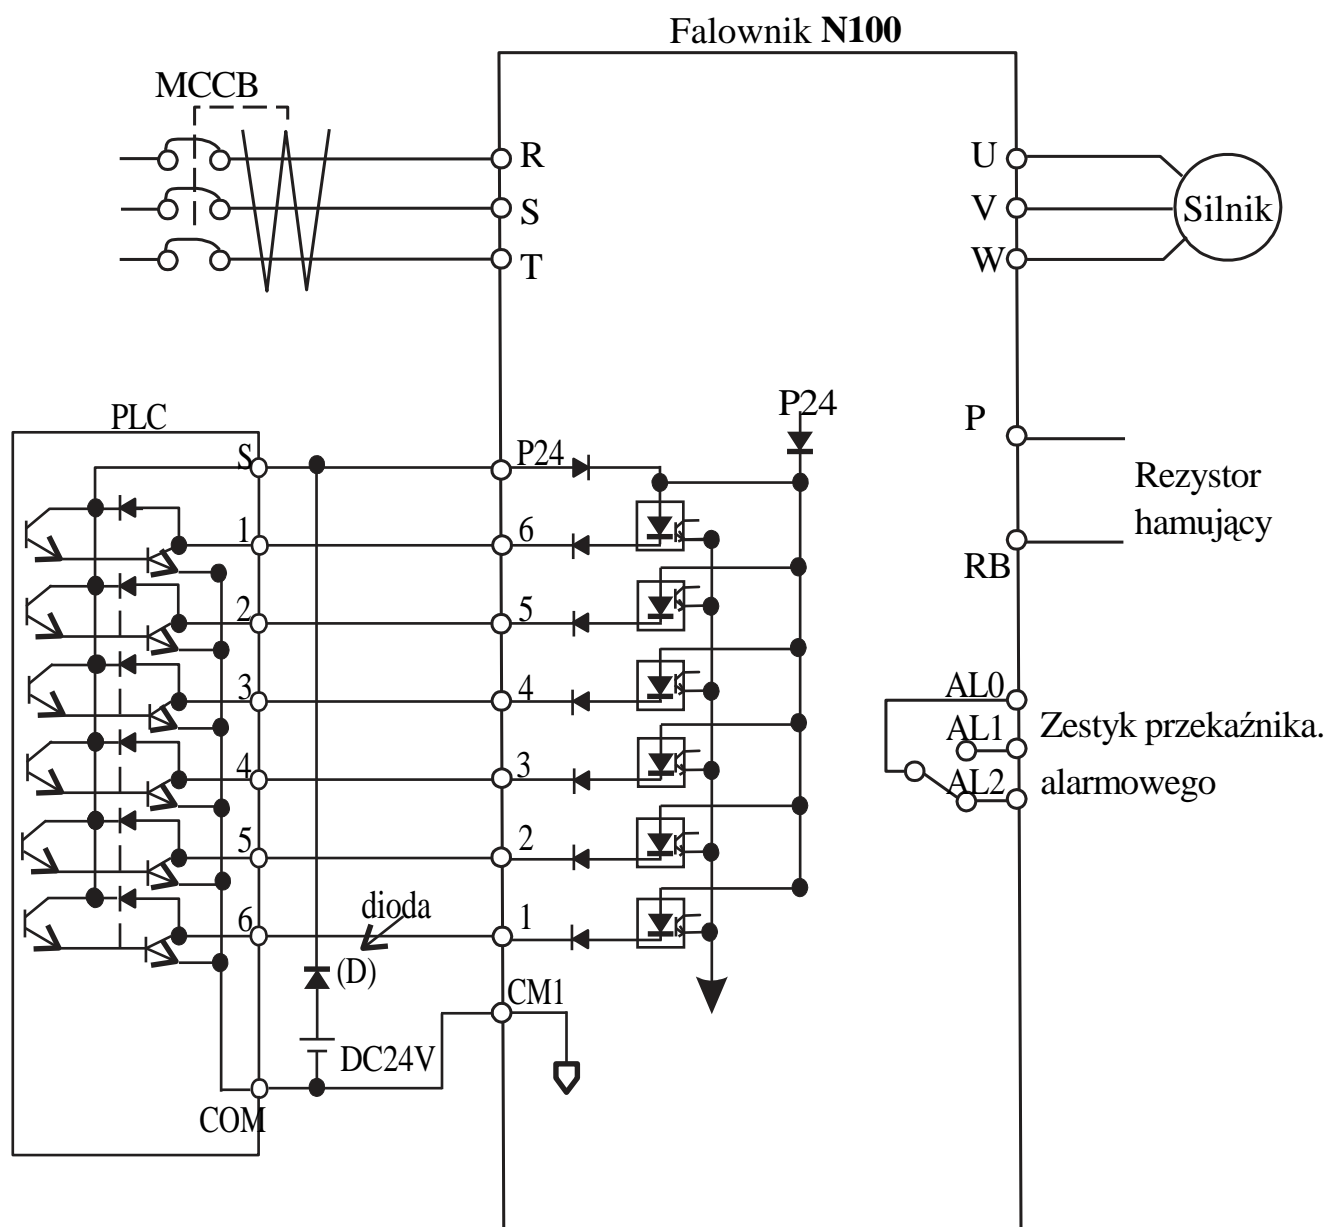 Falownik N100
MCCB
R
S
T
U
V
W
Silnik
PLC
S
1
2
3
4
5
6
COM
dioda
(D)
DC24V
P24
6
5
4
3
2
1
CM1
P24
P
RB
Rezystor
hamujący
AL0
AL1
AL2
Zestyk przekaźnika.
alarmowego